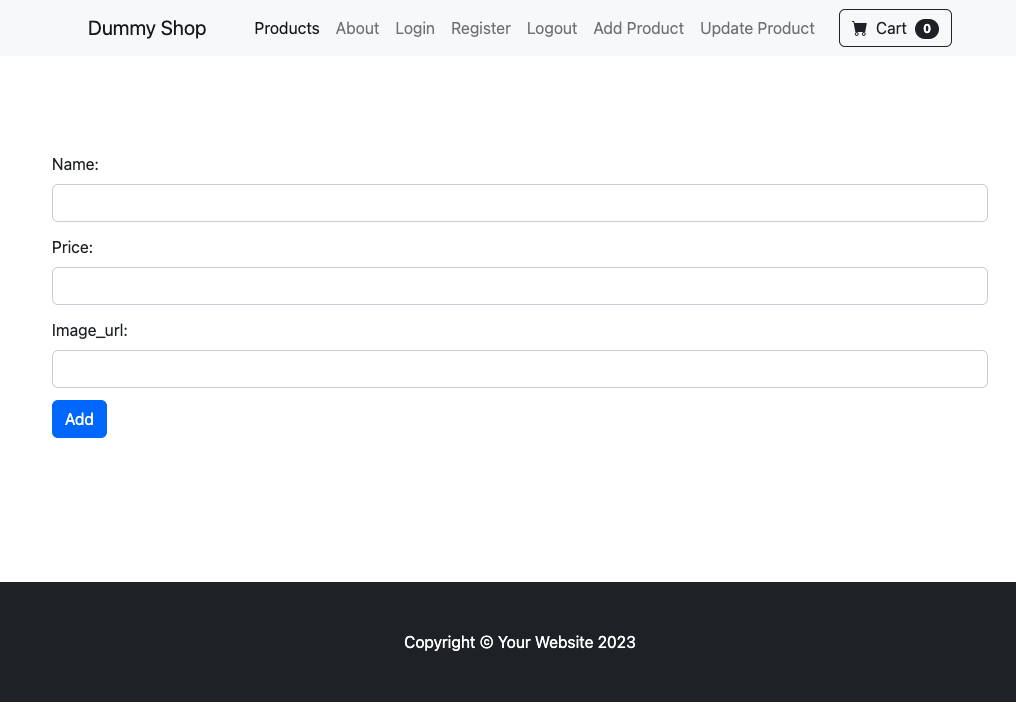 Dummy Shop Products About Login Register Logout Add Product Update Product Cart 0
Name:
Price:
Image_url:
Add
Copyright © Your Website 2023